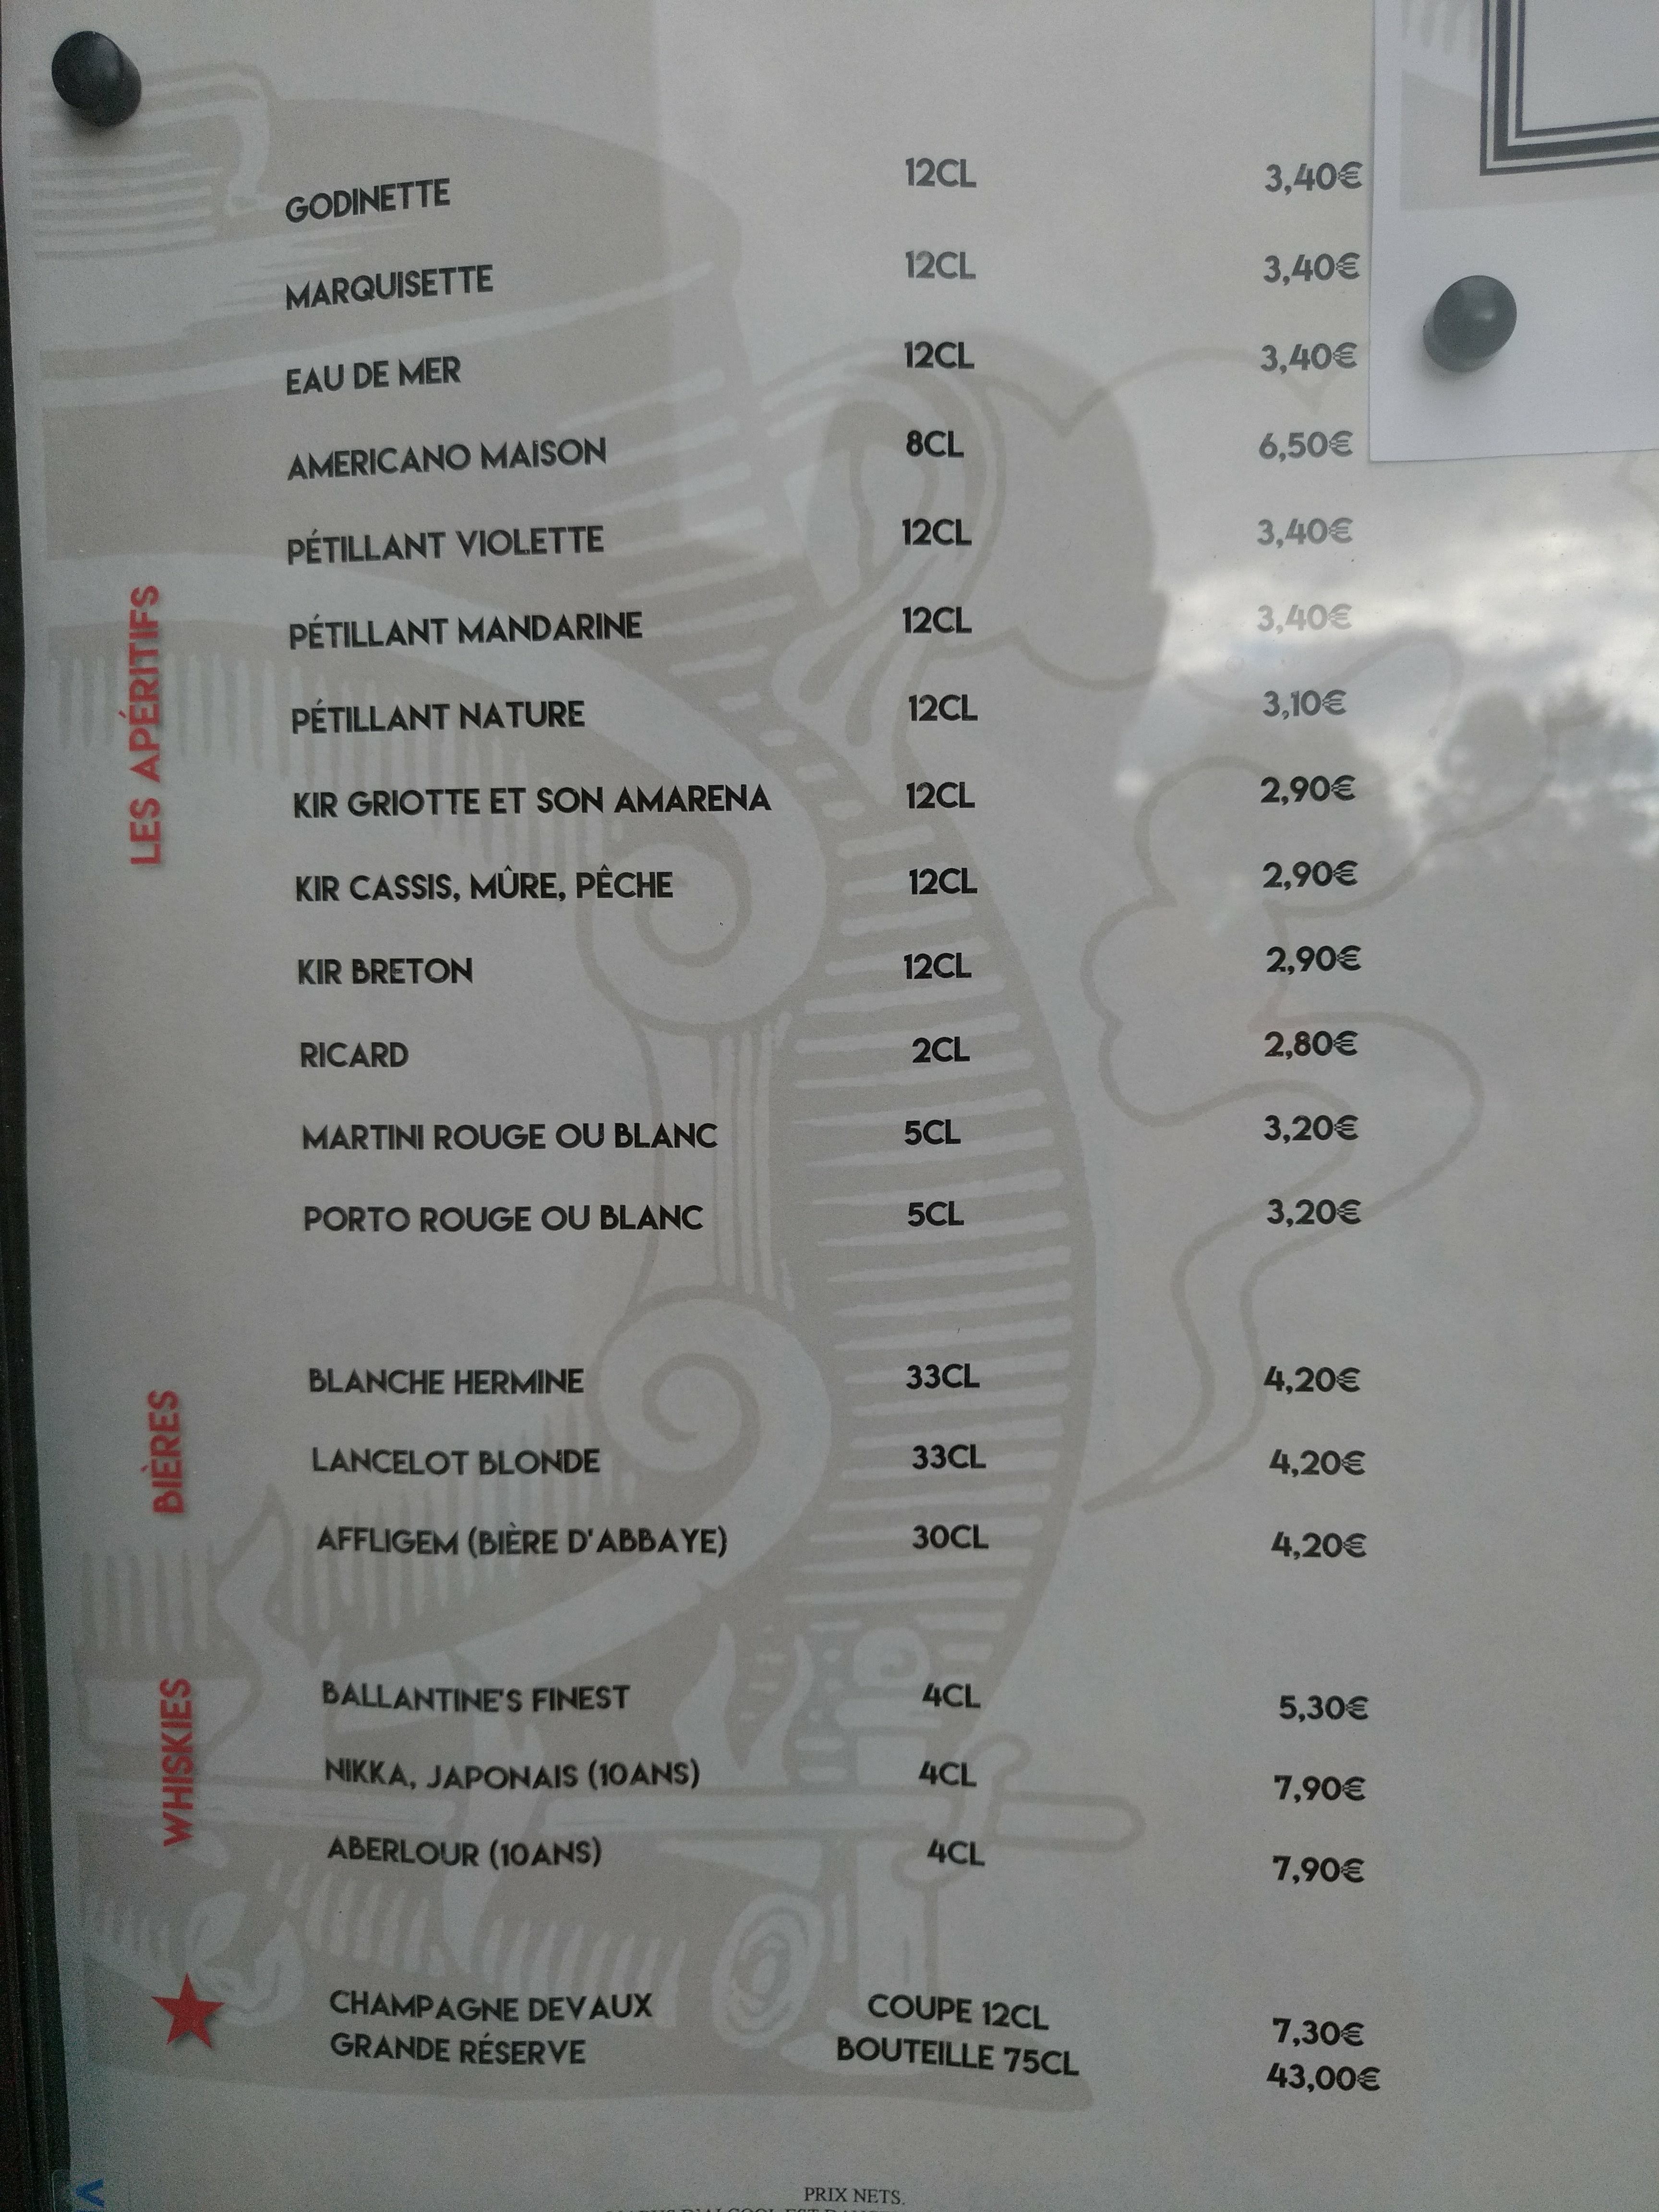 GODINETTE 12CL 3,40€
MARQUISETTE 12CL 3,40€
EAU DE MER 12CL 3,40€
AMERICANO MAISON 8CL 6,50€
PÉTILLANT VIOLETTE 12CL 3,40€
PÉTILLANT MANDARINE 12CL 3,40€
PÉTILLANT NATURE 12CL 3,10€
KIR GRIOTTE ET SON AMARENA 12CL 2,90€
KIR CASSIS, MÛRE, PÊCHE 12CL 2,90€
KIR BRETON 12CL 2,90€
RICARD 2CL 2,80€
MARTINI ROUGE OU BLANC 5CL 3,20€
PORTO ROUGE OU BLANC 5CL 3,20€
LES APÉRITIFS
BLANCHE HERMINE 33CL 4,20€
LANCELOT BLONDE 33CL 4,20€
AFFLIGEM (BIÈRE D'ABBAYE) 30CL 4,20€
BIÈRES
BALLANTINE'S FINEST 4CL 5,30€
NIKKA, JAPONAIS (10ANS) 4CL 7,90€
ABERLOUR (10ANS) 4CL 7,90€
WHISKIES
CHAMPAGNE DEVAUX COUPE 12CL 7,30€
GRANDE RÉSERVE BOUTEILLE 75CL 43,00€
PRIX NETS.